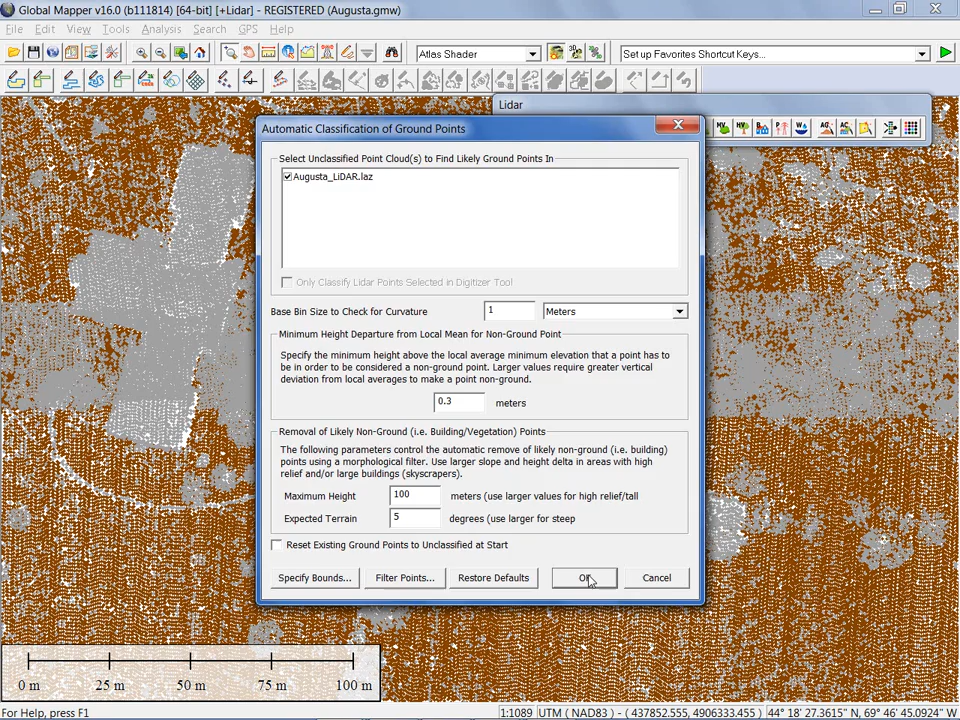 Global Mapper v16.0 (b111814) [64-bit] [+Lidar] - REGISTERED (Augusta.gmw)
File Edit View Tools Analysis Search GPS Help
Atlas Shader
Set up Favorites Shortcut Keys...
Lidar
Automatic Classification of Ground Points
Select Unclassified Point Cloud(s) to Find Likely Ground Points In
Augusta_LiDAR.laz
Only Classify Lidar Points Selected in Digitizer Tool
Base Bin Size to Check for Curvature 1 Meters
Minimum Height Departure from Local Mean for Non-Ground Point
Specify the minimum height above the local average minimum elevation that a point has to
be in order to be considered a non-ground point. Larger values require greater vertical
deviation from local averages to make a point non-ground.
0.3 meters
Removal of Likely Non-Ground (i.e. Building/Vegetation) Points
The following parameters control the automatic remove of likely non-ground (i.e. building)
points using a morphological filter. Use larger slope and height delta in areas with high
relief and/or large buildings (skyscrapers).
Maximum Height 100 meters (use larger values for high relief/tall
Expected Terrain 5 degrees (use larger for steep
Reset Existing Ground Points to Unclassified at Start
Specify Bounds... Filter Points... Restore Defaults OK Cancel
0 m 25 m 50 m 75 m 100 m
For Help, press F1
1:1089 UTM ( NAD83 ) - ( 437852.555, 4906333.455 ) 44° 18' 27.3615" N, 69° 46' 45.0924" W